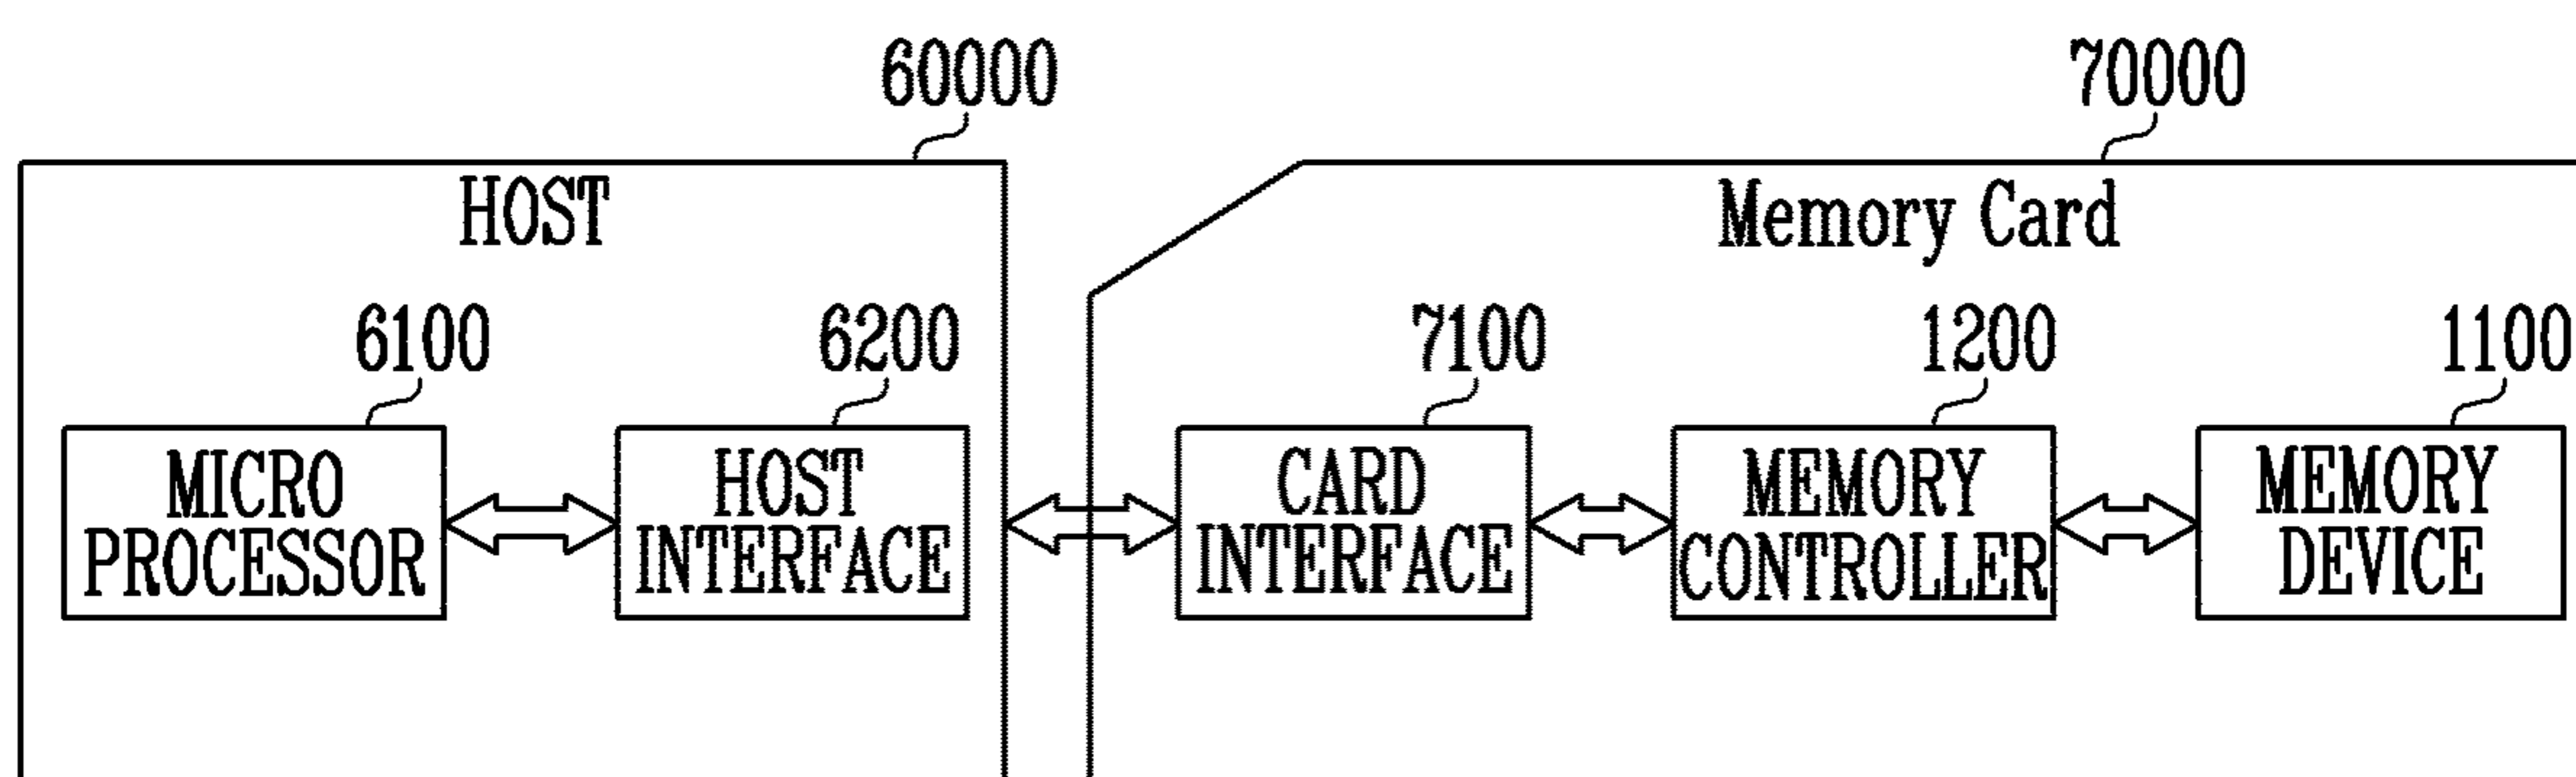 60000
70000
HOST
Memory Card
6100
6200
7100
1200
1100
MICRO
PROCESSOR
HOST
INTERFACE
CARD
INTERFACE
MEMORY
CONTROLLER
MEMORY
DEVICE